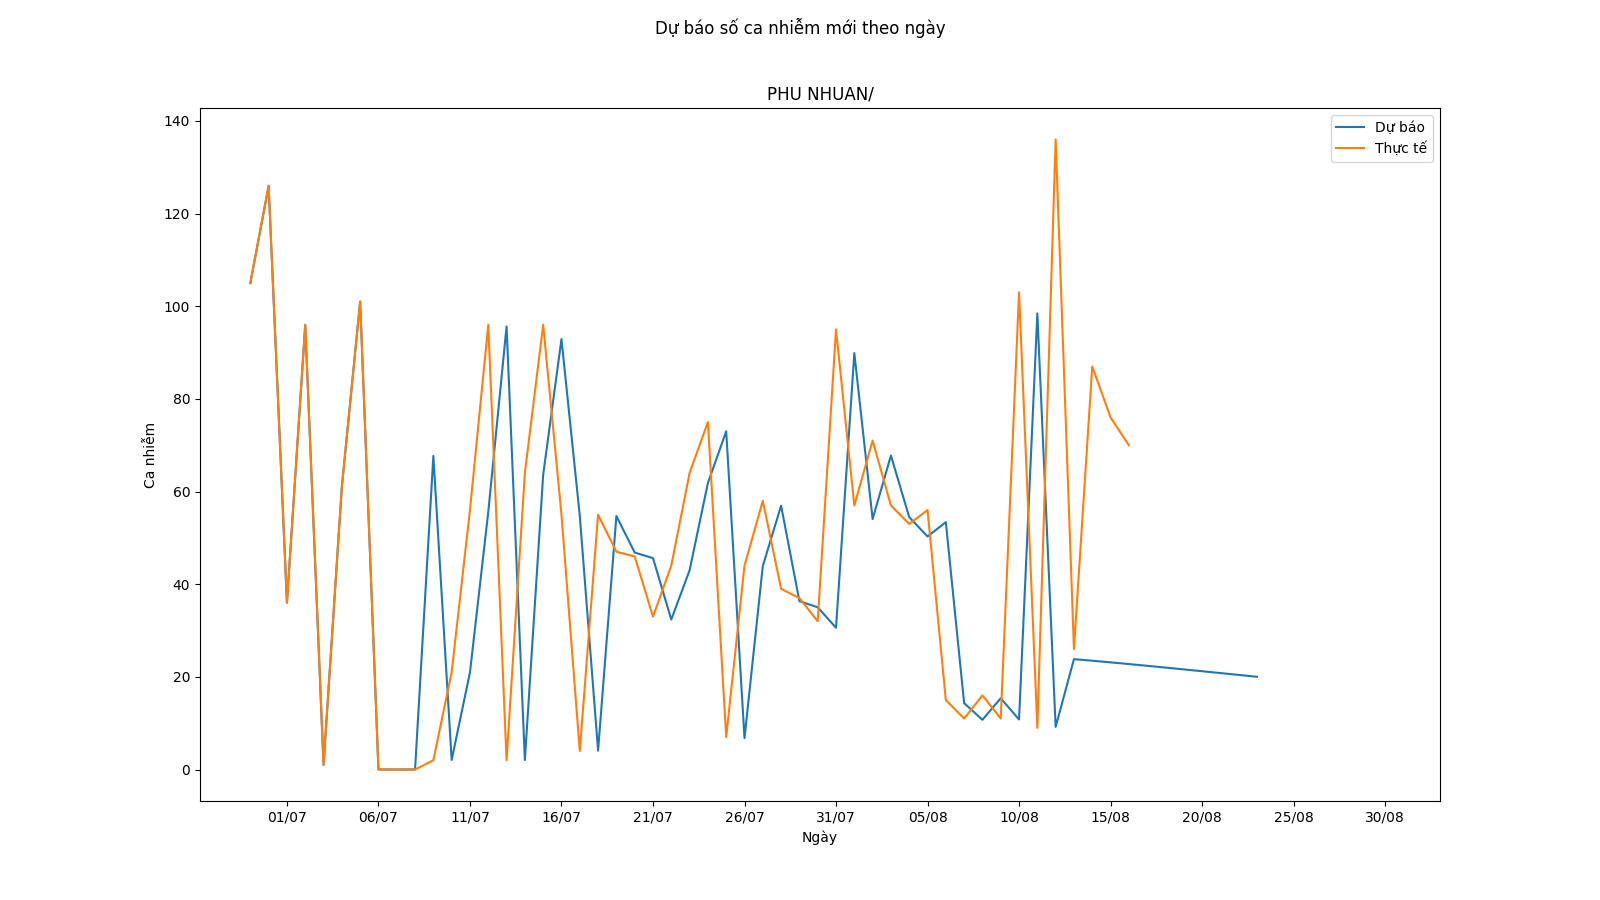 Dự báo số ca nhiễm mới theo ngày
PHU NHUAN/
Dự báo
Thực tế
140
120
100
80
60
40
20
0
Ca nhiễm
01/07 06/07 11/07 16/07 21/07 26/07 31/07 05/08 10/08 15/08 20/08 25/08 30/08
Ngày